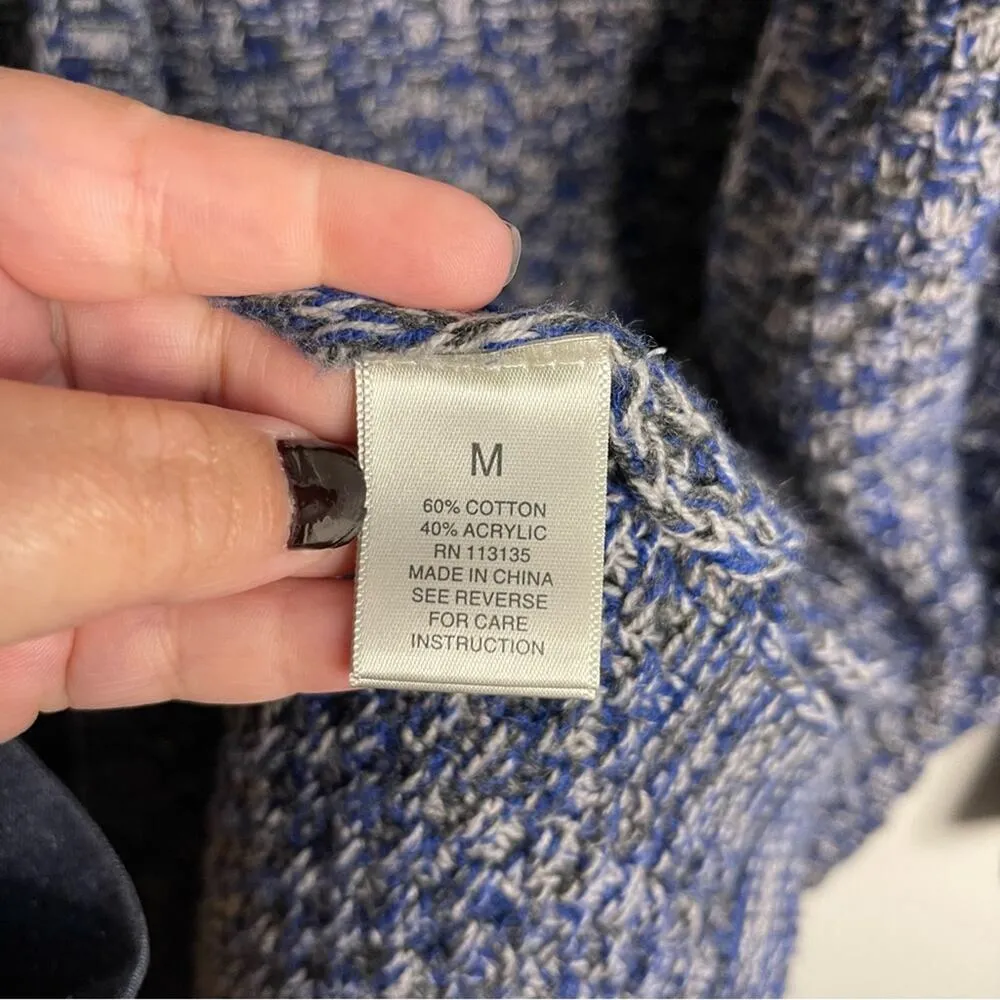 M
60% COTTON
40% ACRYLIC
RN 113135
MADE IN CHINA
SEE REVERSE
FOR CARE
INSTRUCTION